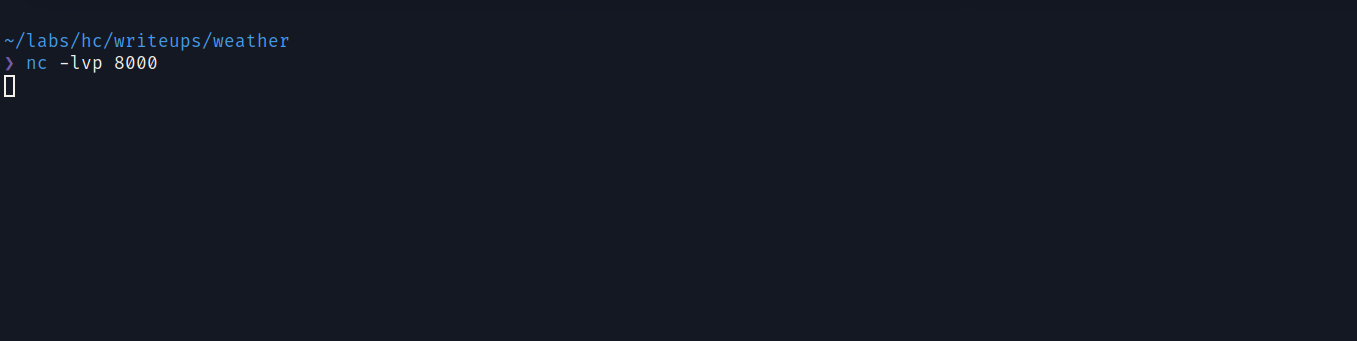 ~/labs/hc/writeups/weather
❯ nc -lvp 8000